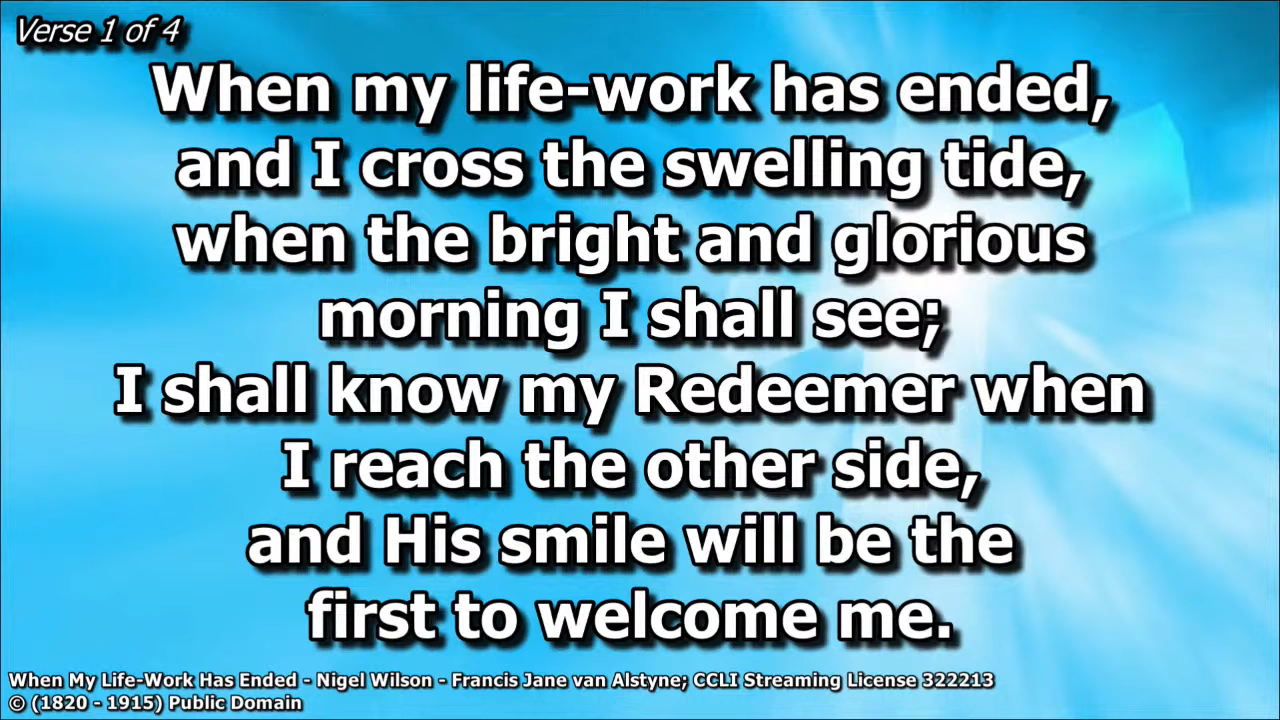 Verse 1 of 4
When my life-work has ended,
and I cross the swelling tide,
when the bright and glorious
morning I shall see;
I shall know my Redeemer when
I reach the other side,
and His smile will be the
first to welcome me.
When My Life-Work Has Ended - Nigel Wilson - Francis Jane van Alstyne; CCLI Streaming License 322213
© (1820 - 1915) Public Domain